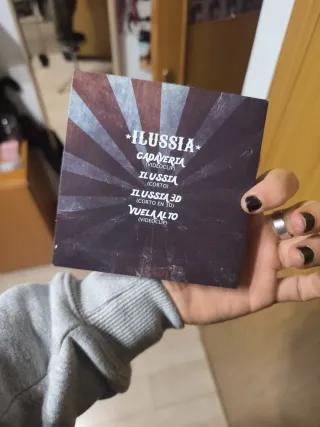 *ILUSSIA*
CADAVERIA
(VIDEOCLIP)
ILUSSIA
(CORTO)
ILUSSIA 3D
(CORTO EN 3D)
VUELA ALTO
(VIDEOCLIP)